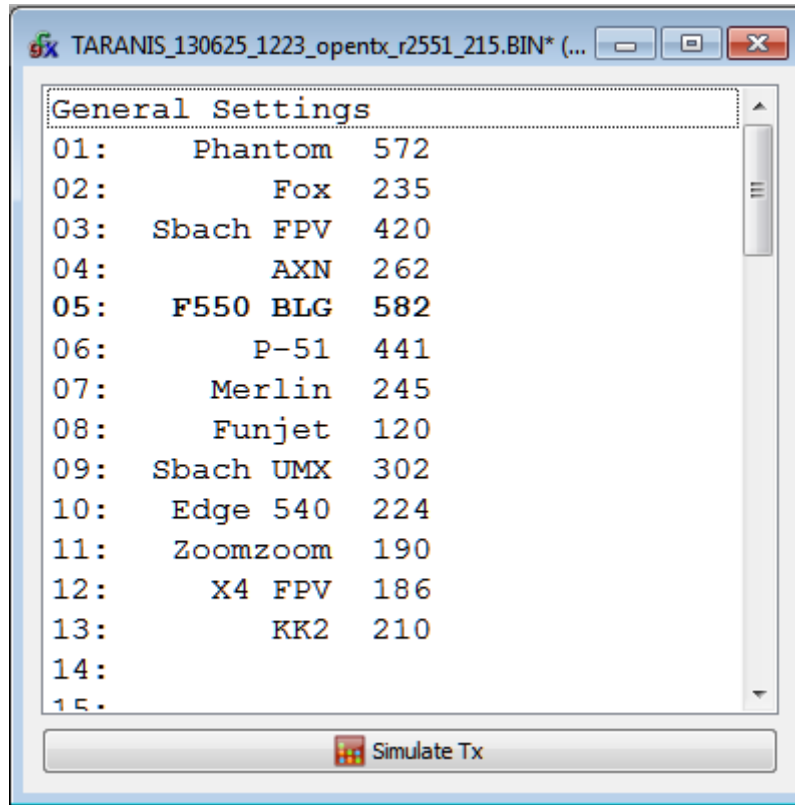 TARANIS_130625_1223_opentx_r2551_215.BIN* (...
General Settings
01: Phantom 572
02: Fox 235
03: Sbach FPV 420
04: AXN 262
05: F550 BLG 582
06: P-51 441
07: Merlin 245
08: Funjet 120
09: Sbach UMX 302
10: Edge 540 224
11: Zoomzoom 190
12: X4 FPV 186
13: KK2 210
14:
15:
Simulate Tx